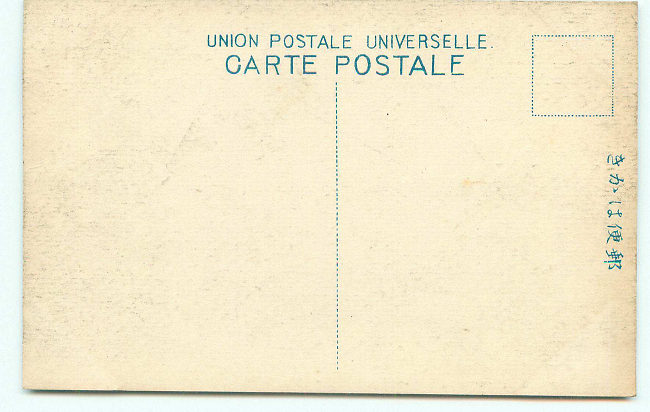 UNION POSTALE UNIVERSELLE.
CARTE POSTALE
郵便はかき